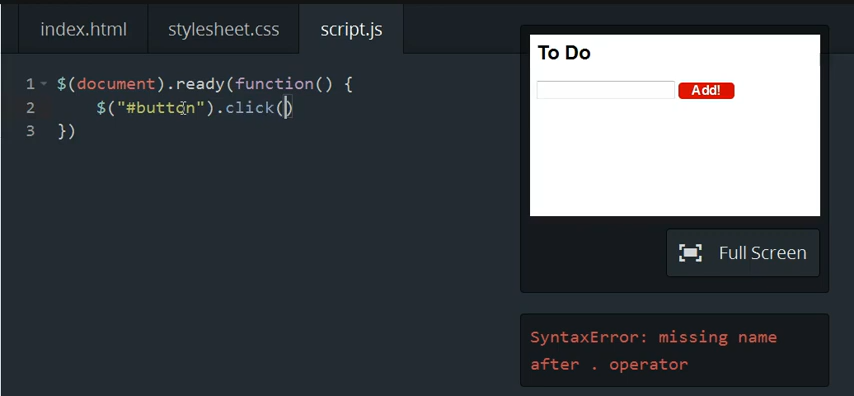 index.html stylesheet.css script.js
1 $(document).ready(function() {
2 $("#button").click()
3 })
To Do
Add!
Full Screen
SyntaxError: missing name
after . operator